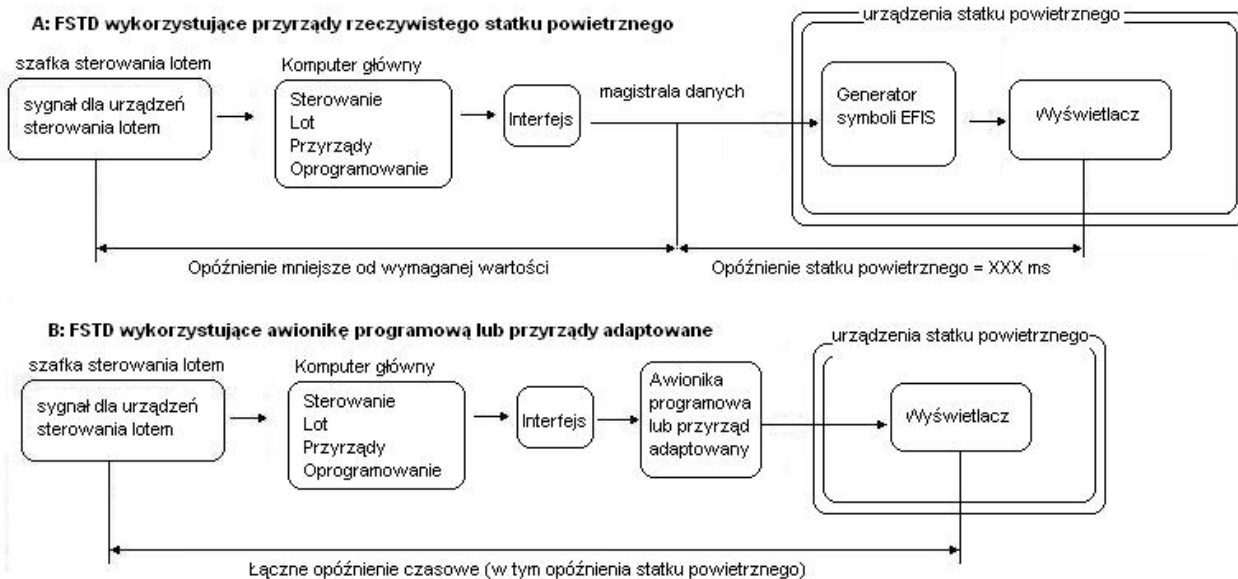 A: FSTD wykorzystujące przyrządy rzeczywistego statku powietrznego
urządzenia statku powietrznego
szafka sterowania lotem
sygnał dla urządzeń
sterowania lotem
Komputer główny
Sterowanie
Lot
Przyrządy
Oprogramowanie
Interfejs
magistrala danych
Generator
symboli EFIS
Wyświetlacz
Opóźnienie mniejsze od wymaganej wartości
Opóźnienie statku powietrznego = XXX ms
B: FSTD wykorzystujące awionikę programową lub przyrządy adaptowane
urządzenia statku powietrznego
szafka sterowania lotem
sygnał dla urządzeń
sterowania lotem
Komputer główny
Sterowanie
Lot
Przyrządy
Oprogramowanie
Interfejs
Awionika
programowa
lub przyrząd
adaptowany
Wyświetlacz
Łączne opóźnienie czasowe (w tym opóźnienia statku powietrznego)